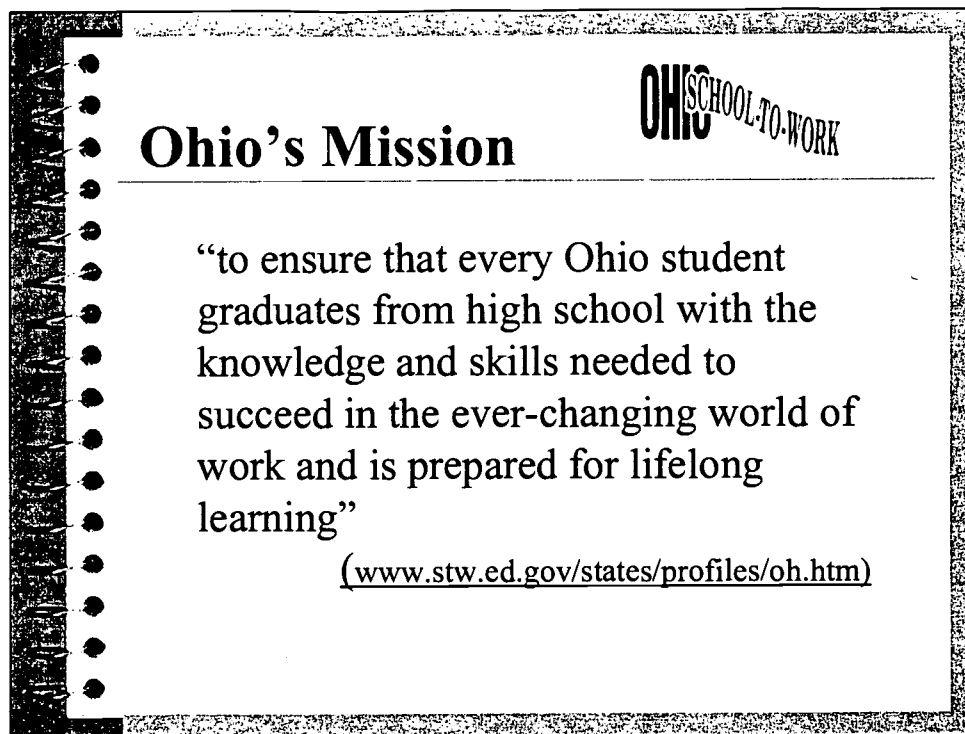 OHIO SCHOOL-TO-WORK
Ohio's Mission
“to ensure that every Ohio student
graduates from high school with the
knowledge and skills needed to
succeed in the ever-changing world of
work and is prepared for lifelong
learning”
(www.stw.ed.gov/states/profiles/oh.htm)